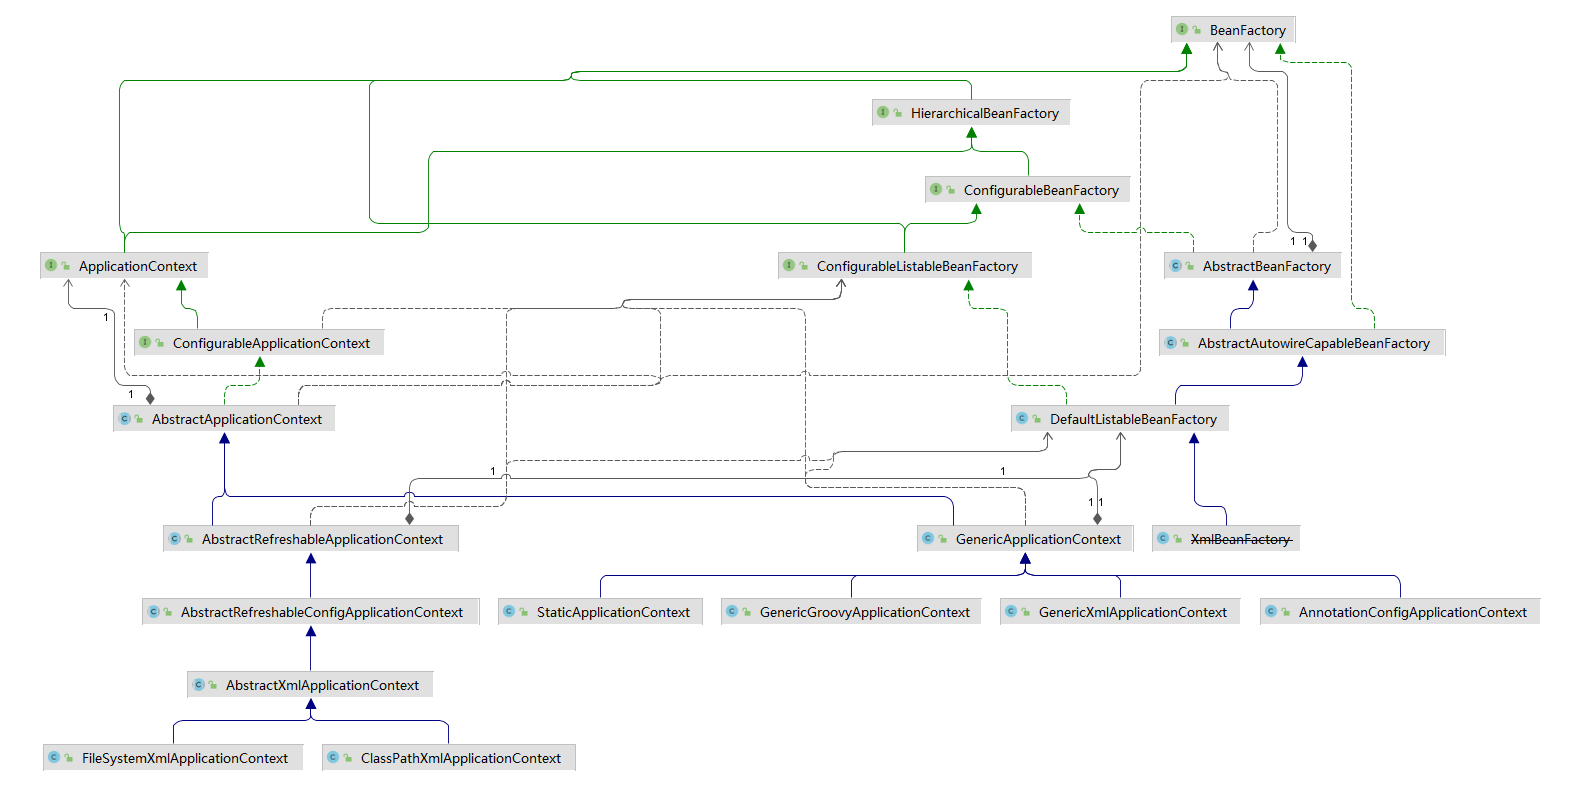 BeanFactory
HierarchicalBeanFactory
ConfigurableBeanFactory
1 1
ApplicationContext
ConfigurableListableBeanFactory
AbstractBeanFactory
1
ConfigurableApplicationContext
AbstractAutowireCapableBeanFactory
1
AbstractApplicationContext
DefaultListableBeanFactory
1
1
1 1
AbstractRefreshableApplicationContext
GenericApplicationContext
XmlBeanFactory
AbstractRefreshableConfigApplicationContext
StaticApplicationContext
GenericGroovyApplicationContext
GenericXmlApplicationContext
AnnotationConfigApplicationContext
AbstractXmlApplicationContext
FileSystemXmlApplicationContext
ClassPathXmlApplicationContext